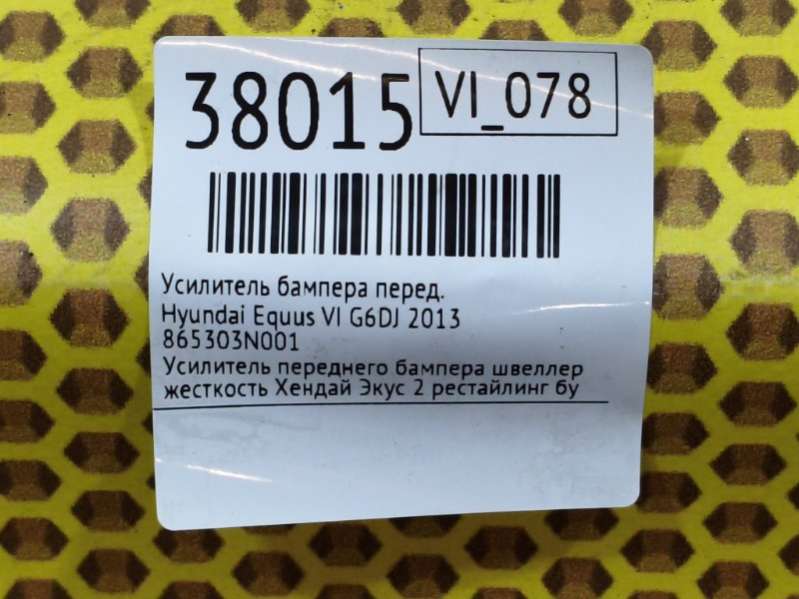 38015
VI_078
Усилитель бампера перед.
Hyundai Equus VI G6DJ 2013
865303N001
Усилитель переднего бампера швеллер
жесткость Хендай Экус 2 рестайлинг бу